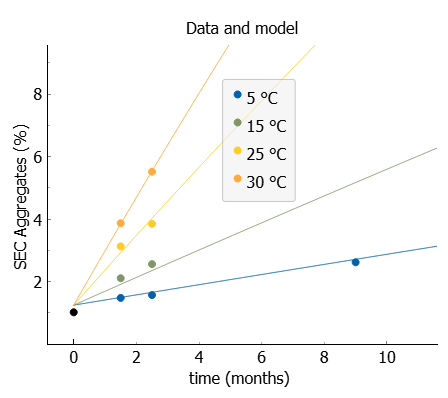 Data and model
SEC Aggregates (%)
8
6
4
2
5 °C
15 °C
25 °C
30 °C
0 2 4 6 8 10
time (months)